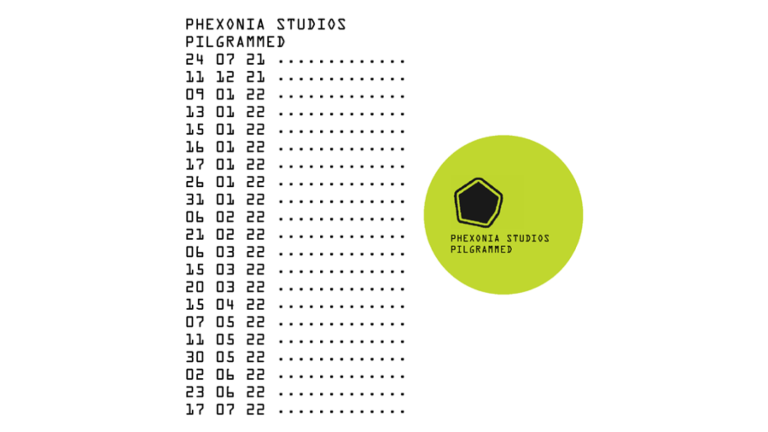 PHEXONIA STUDIOS
PILGRAMMED
24 07 21 .............
11 12 21 .............
09 01 22 .............
13 01 22 .............
15 01 22 .............
16 01 22 .............
17 01 22 .............
26 01 22 .............
31 01 22 .............
06 02 22 .............
21 02 22 .............
06 03 22 .............
15 03 22 .............
20 03 22 .............
15 04 22 .............
07 05 22 .............
11 05 22 .............
30 05 22 .............
02 06 22 .............
23 06 22 .............
17 07 22 .............
PHEXONIA STUDIOS
PILGRAMMED